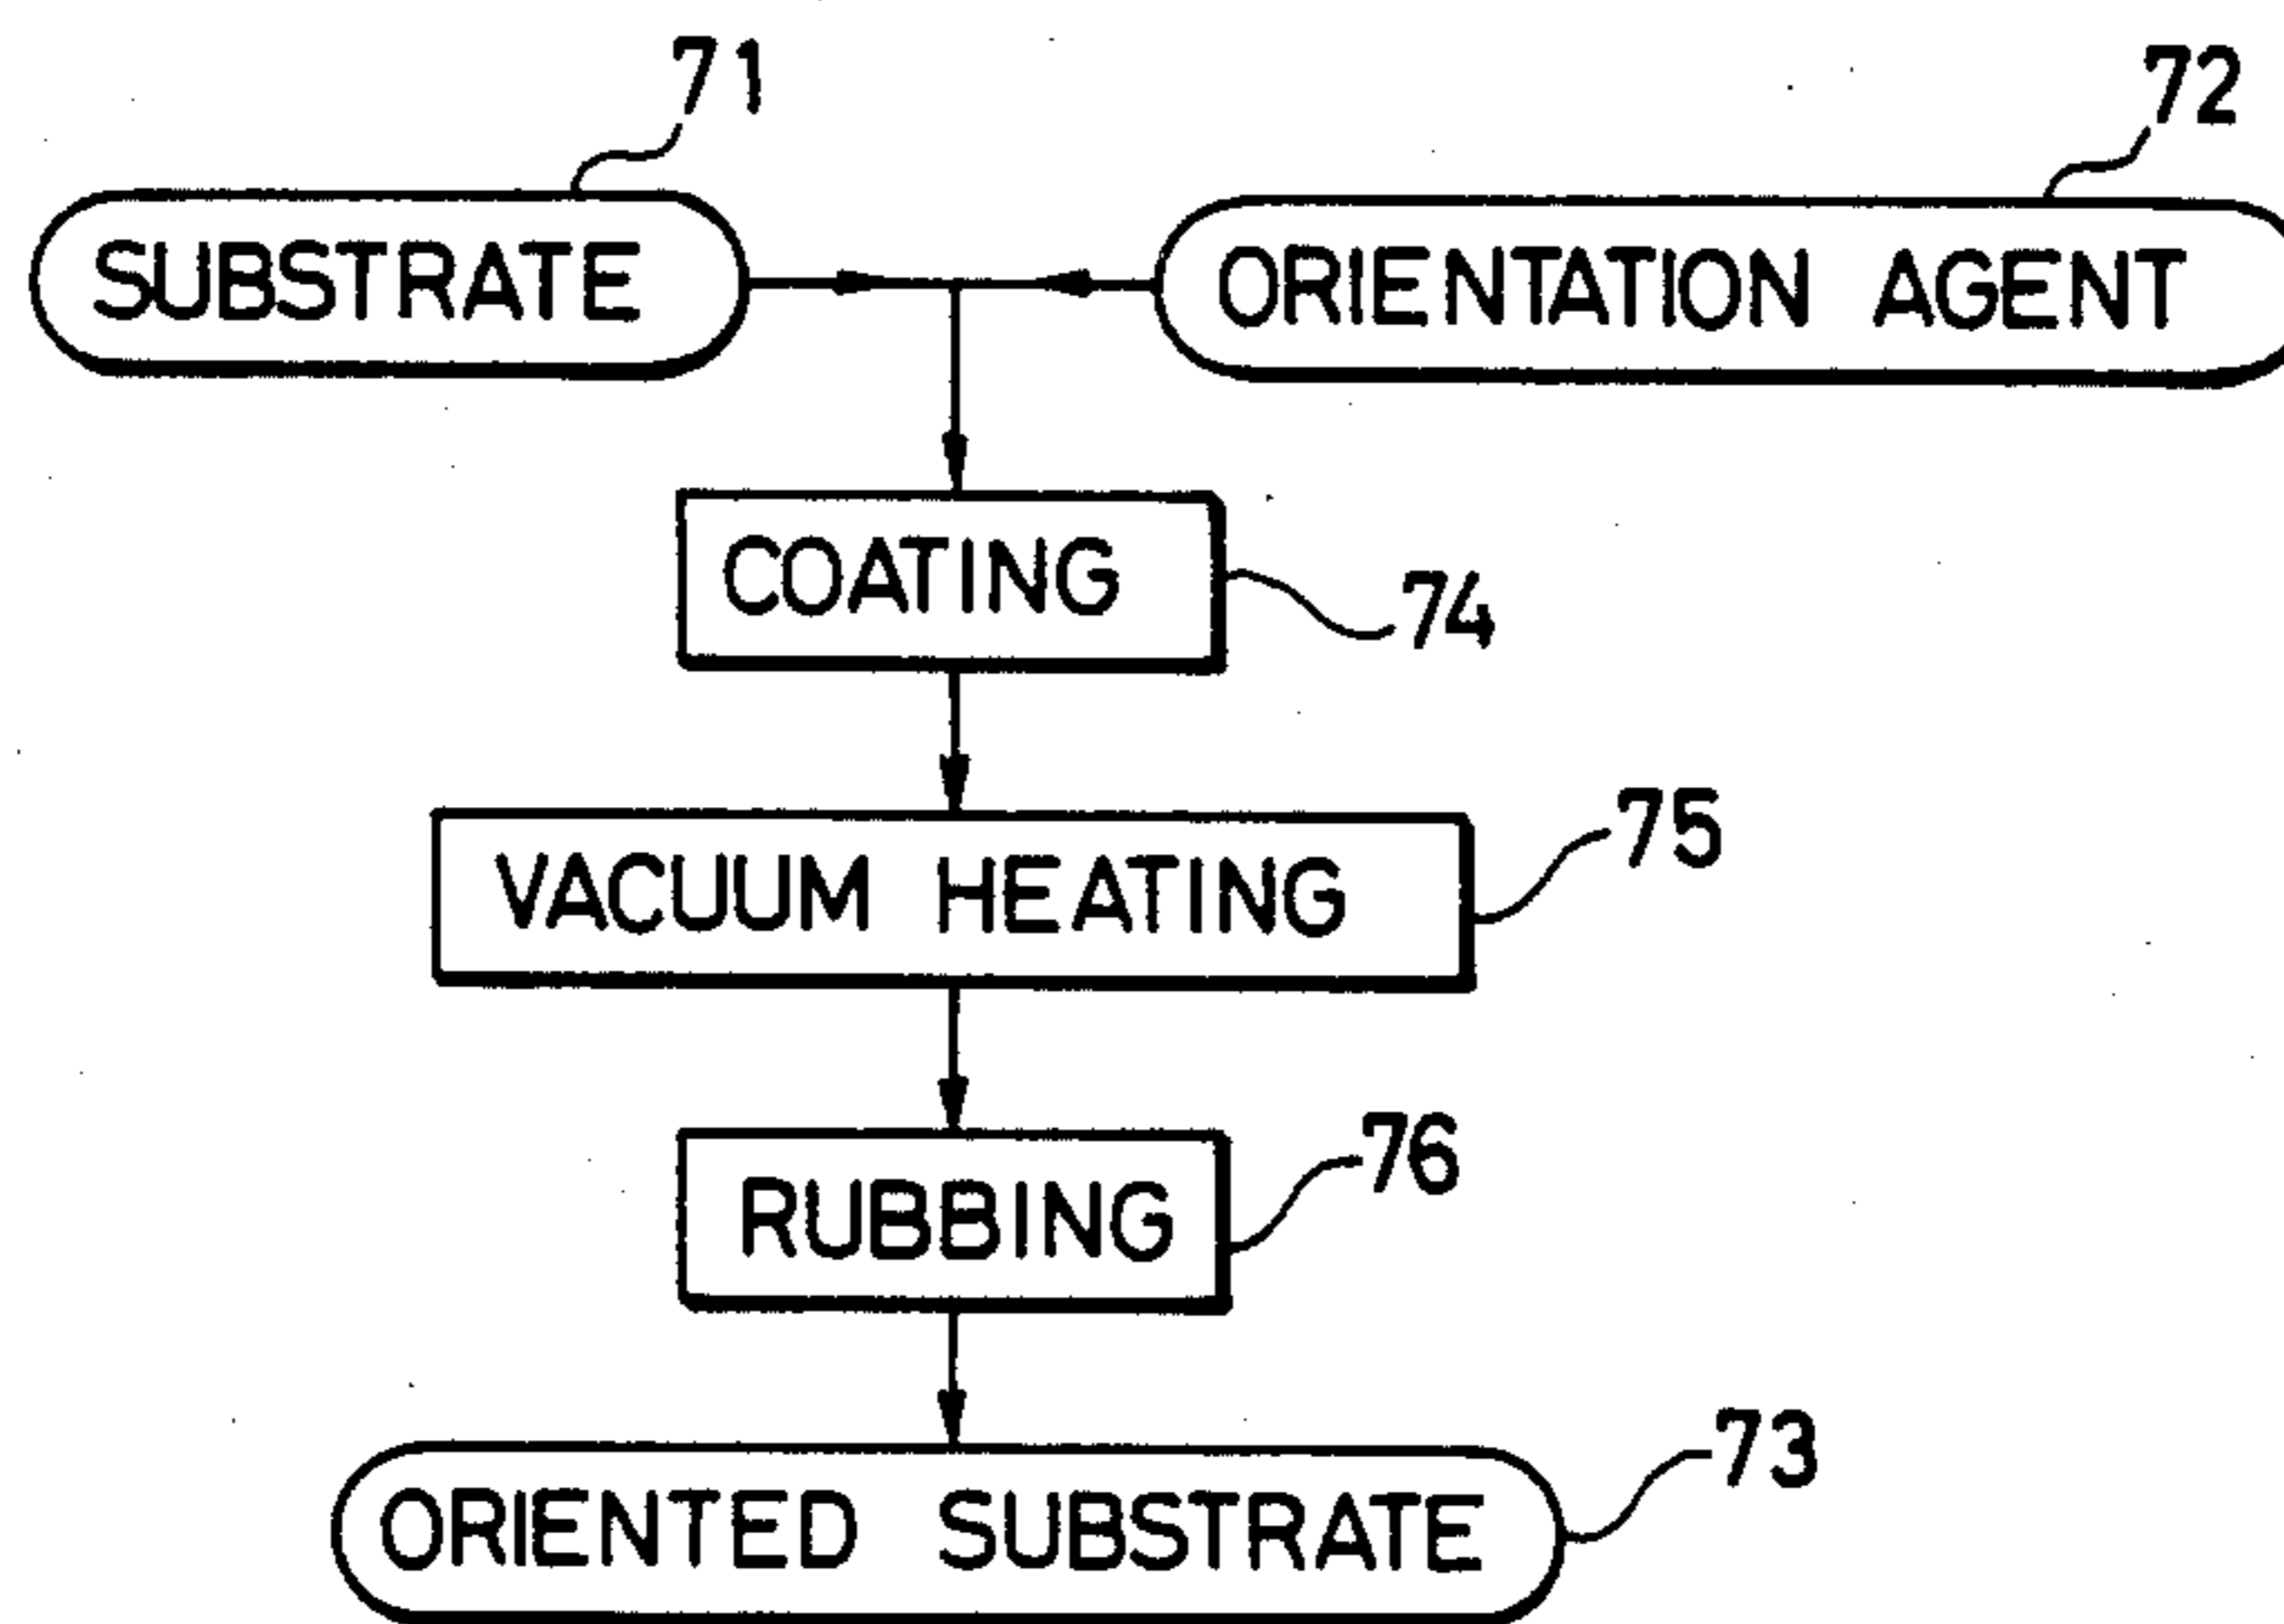 71
72
SUBSTRATE
ORIENTATION AGENT
COATING
74
VACUUM HEATING
75
RUBBING
76
ORIENTED SUBSTRATE
73